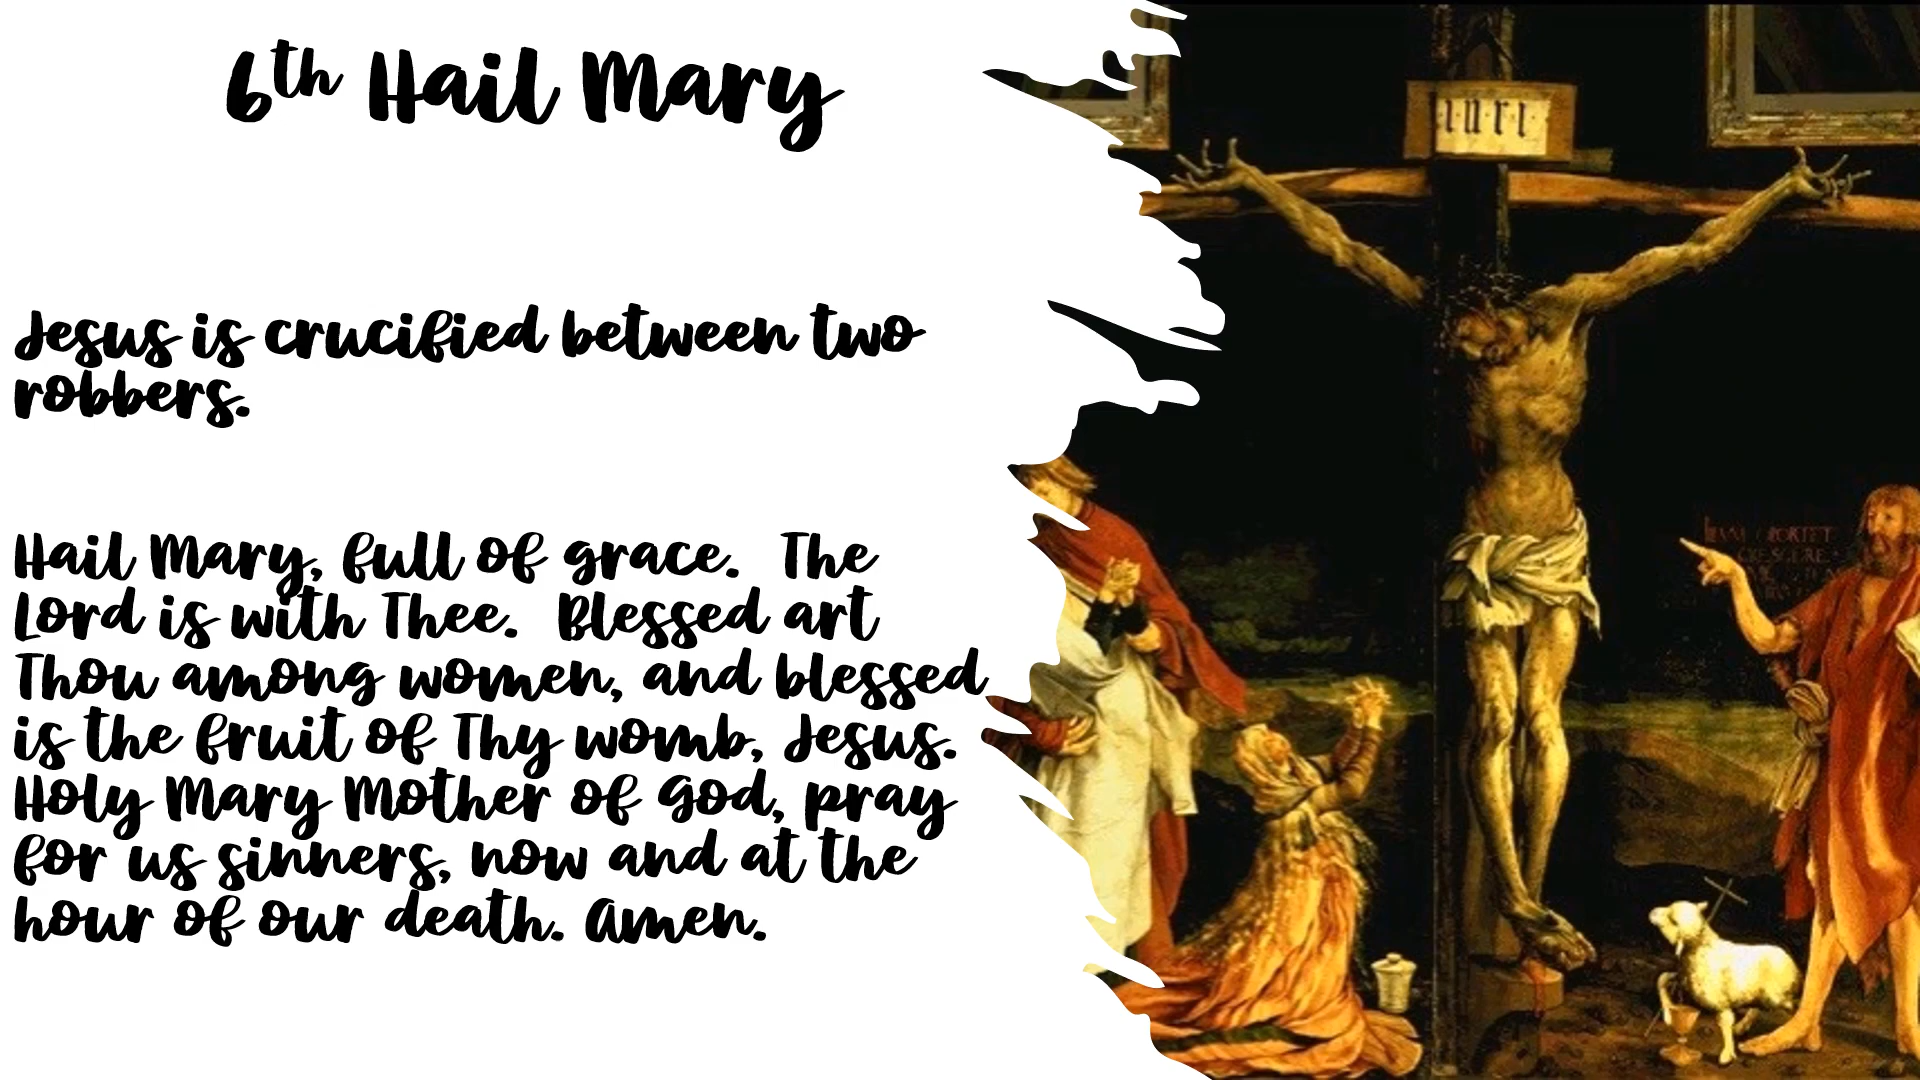 6th Hail Mary
Jesus is crucified between two
robbers.
Hail Mary, full of grace.  The
Lord is with Thee.  Blessed art
Thou among women, and blessed
is the fruit of Thy womb, Jesus.
Holy Mary Mother of God, pray
for us sinners, now and at the
hour of our death. Amen.
INRI
OPORTET
CRESCERE